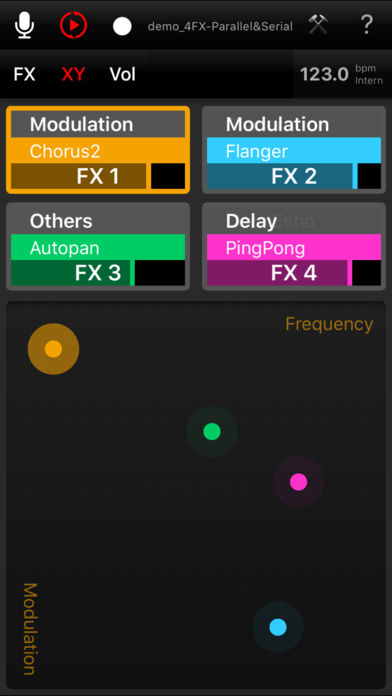 demo_4FX-Parallel&Serial
?
FX XY Vol 123.0 bpm
Intern
Modulation
Chorus2
FX 1
Modulation
Flanger
FX 2
Others
Autopan
FX 3
Delay Echo
PingPong
FX 4
Frequency
Modulation